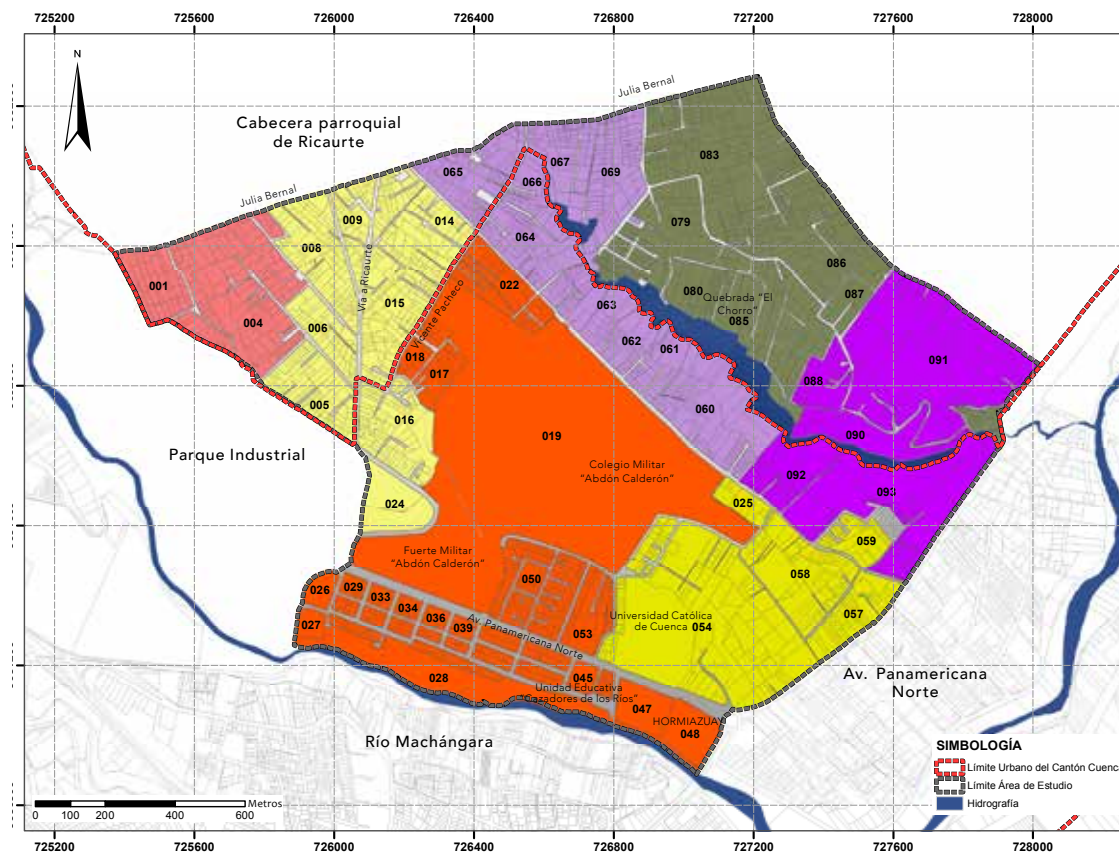 725200 725600 726000 726400 726800 727200 727600 728000
N
Julia Bernal
Cabecera parroquial
de Ricaurte
083
067
065
069
066
Julia Bernal
009
014
079
064
008
086
001
022
080
087
Quebrada "El
Chorro"
Vía a Ricaurte
015
063
004
006
085
Vicente Pacheco
062
061
018
091
017
088
005
060
016
019
090
Parque Industrial
Colegio Militar
"Abdón Calderón"
092
093
024
025
059
Fuerte Militar
"Abdón Calderón"
050
058
026
029
033
034
036
039
Av. Panamericana Norte
057
Universidad Católica
de Cuenca
054
027
053
028
045
Av. Panamericana
Norte
Unidad Educativa
Cazadores de los Ríos"
047
HORMIAZUAY
048
Río Machángara
SIMBOLOGÍA
Límite Urbano del Cantón Cuenc
Límite Área de Estudio
Hidrografía
Metros
0 100 200 400 600
725200 725600 726000 726400 726800 727200 727600 728000